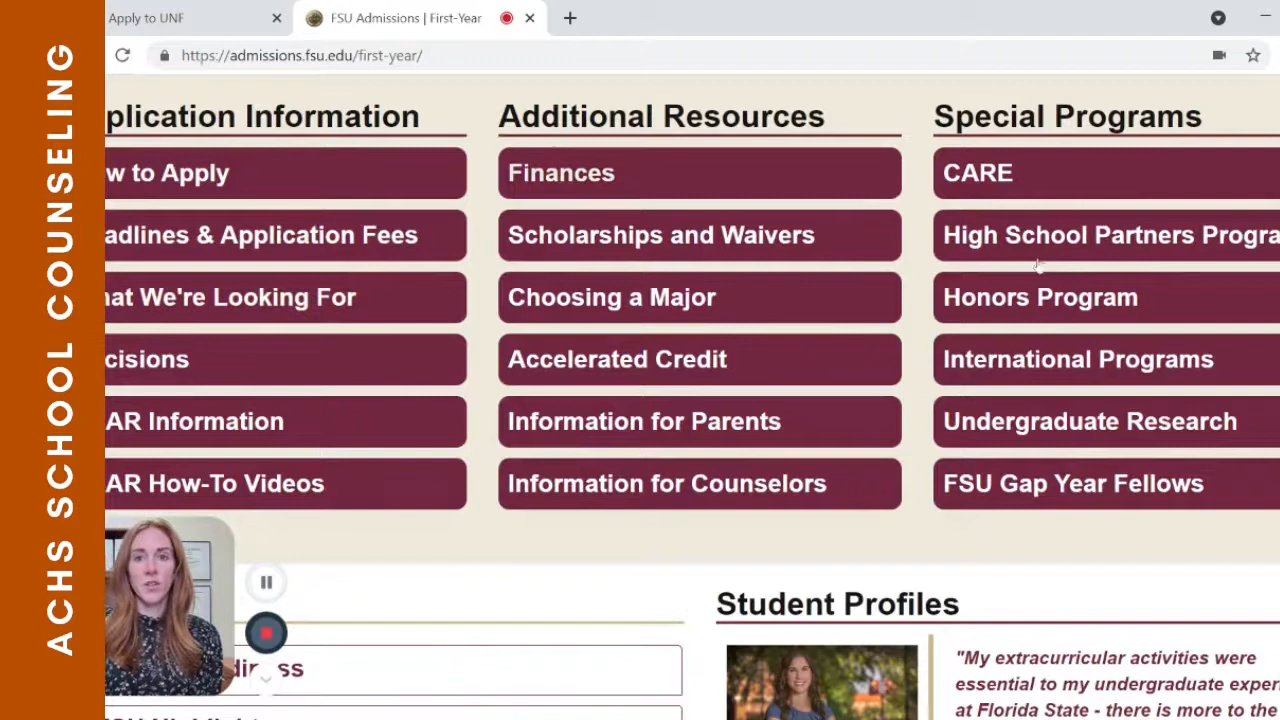 ACHS SCHOOL COUNSELING
Apply to UNF
FSU Admissions | First-Year
https://admissions.fsu.edu/first-year/
plication Information
w to Apply
adlines & Application Fees
at We're Looking For
cisions
AR Information
AR How-To Videos
Additional Resources
Finances
Scholarships and Waivers
Choosing a Major
Accelerated Credit
Information for Parents
Information for Counselors
Special Programs
CARE
High School Partners Progra
Honors Program
International Programs
Undergraduate Research
FSU Gap Year Fellows
Student Profiles
"My extracurricular activities were
essential to my undergraduate experi
at Florida State - there is more to the